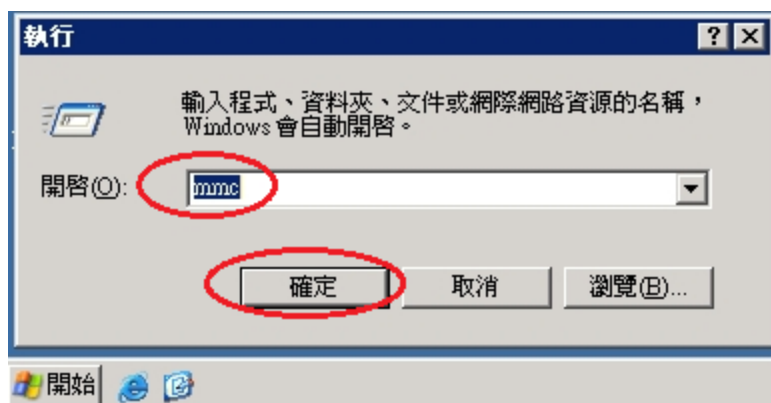 執行
輸入程式、資料夾、文件或網際網路資源的名稱，
Windows 會自動開啓。
開啓(O):
mmc
確定
取消
瀏覽(B)...
開始